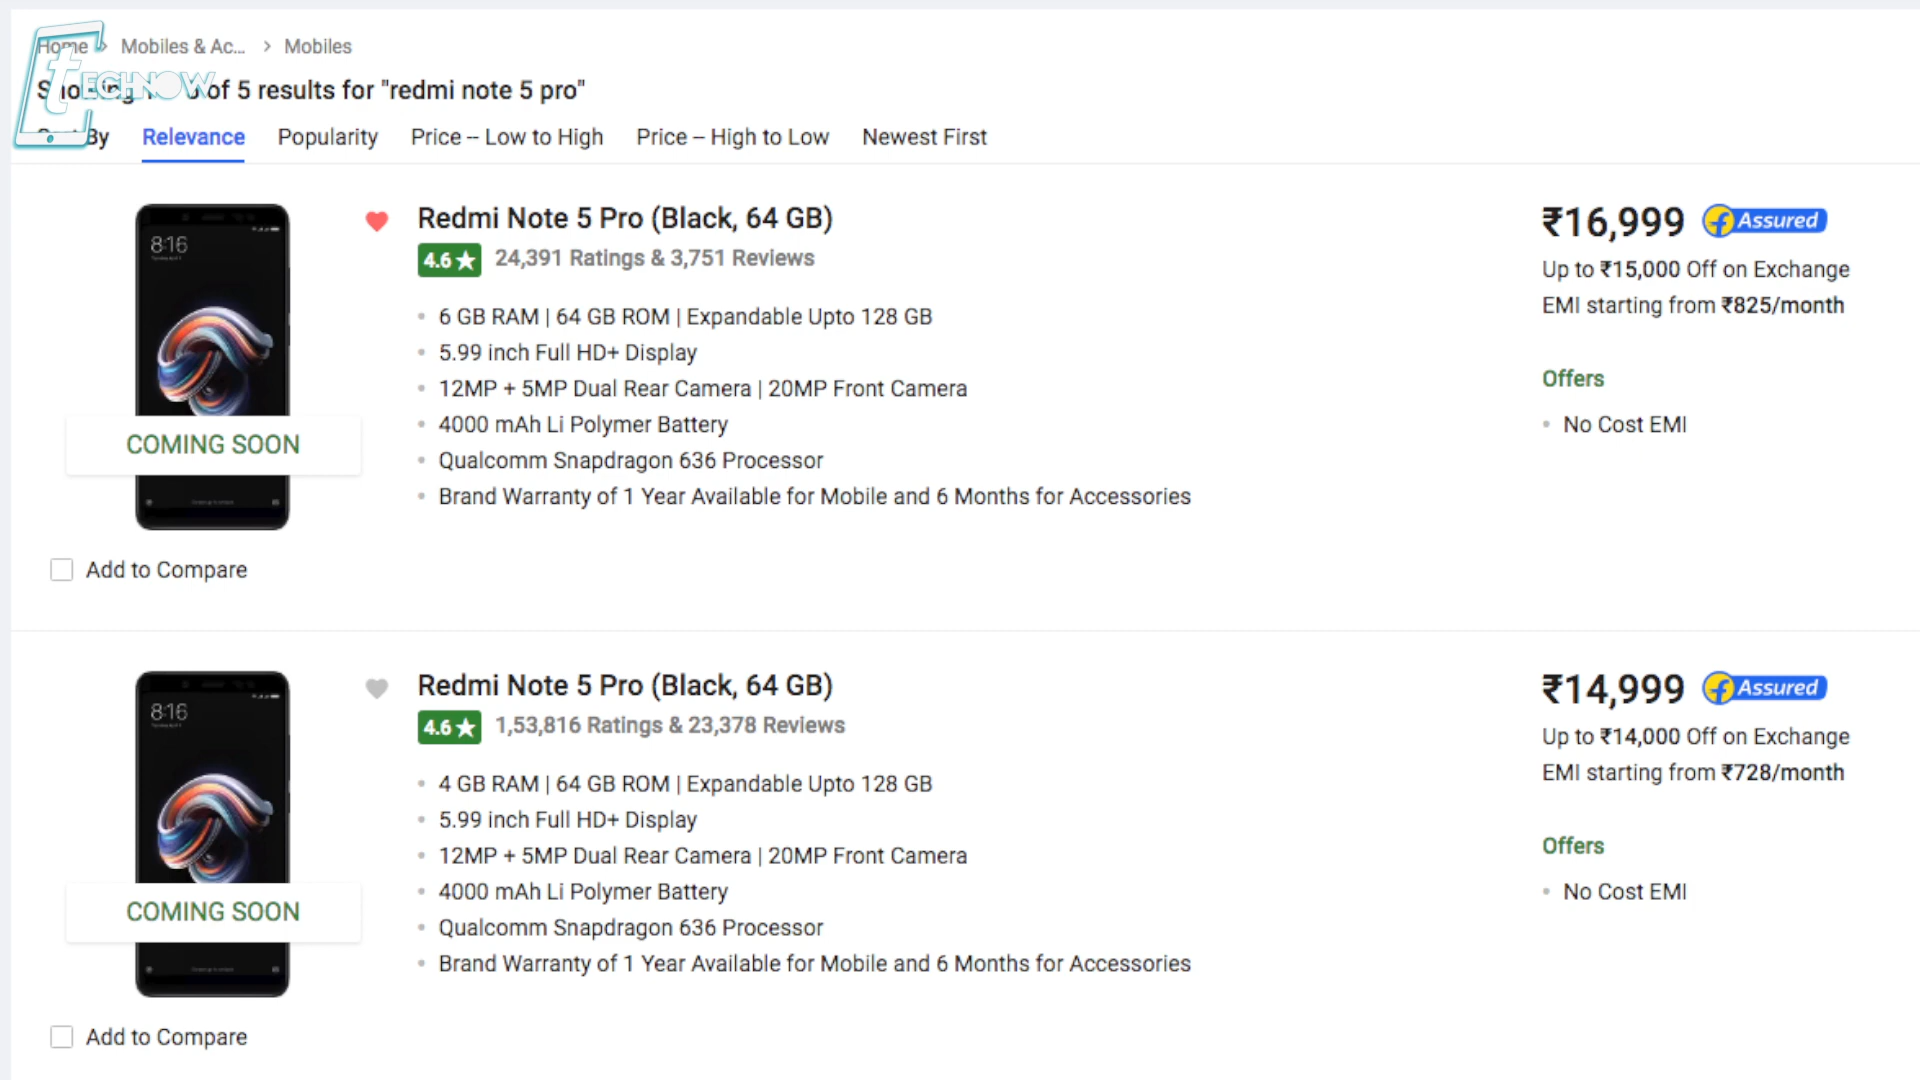 Home > Mobiles & Ac... > Mobiles
TECHNOW
of 5 results for "redmi note 5 pro"
Sort By Relevance Popularity Price -- Low to High Price -- High to Low Newest First
8:16
COMING SOON
Add to Compare
Redmi Note 5 Pro (Black, 64 GB)
4.6★ 24,391 Ratings & 3,751 Reviews
6 GB RAM | 64 GB ROM | Expandable Upto 128 GB
5.99 inch Full HD+ Display
12MP + 5MP Dual Rear Camera | 20MP Front Camera
4000 mAh Li Polymer Battery
Qualcomm Snapdragon 636 Processor
Brand Warranty of 1 Year Available for Mobile and 6 Months for Accessories
₹16,999 f Assured
Up to ₹15,000 Off on Exchange
EMI starting from ₹825/month
Offers
No Cost EMI
8:16
COMING SOON
Add to Compare
Redmi Note 5 Pro (Black, 64 GB)
4.6★ 1,53,816 Ratings & 23,378 Reviews
4 GB RAM | 64 GB ROM | Expandable Upto 128 GB
5.99 inch Full HD+ Display
12MP + 5MP Dual Rear Camera | 20MP Front Camera
4000 mAh Li Polymer Battery
Qualcomm Snapdragon 636 Processor
Brand Warranty of 1 Year Available for Mobile and 6 Months for Accessories
₹14,999 f Assured
Up to ₹14,000 Off on Exchange
EMI starting from ₹728/month
Offers
No Cost EMI